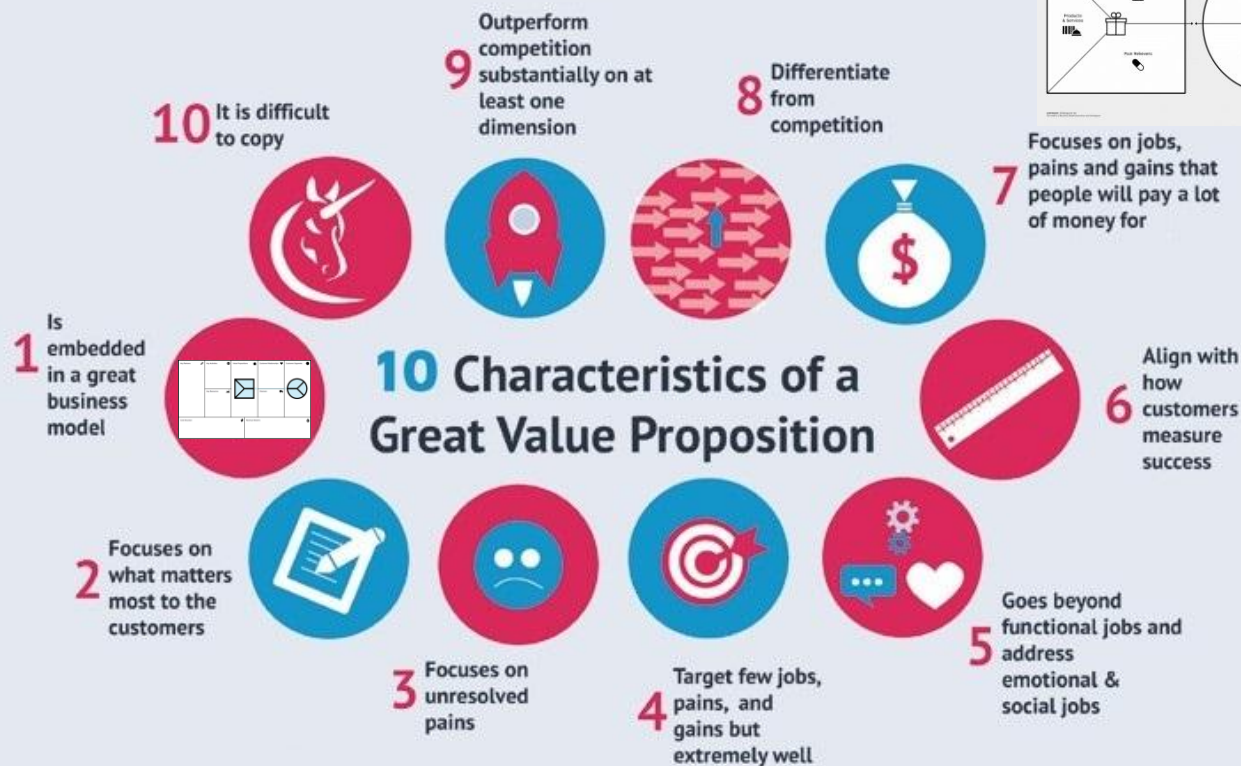 10 Characteristics of a
Great Value Proposition
1
Is
embedded
in a great
business
model
2
Focuses on
what matters
most to the
customers
3
Focuses on
unresolved
pains
4
Target few jobs,
pains, and
gains but
extremely well
5
Goes beyond
functional jobs and
address
emotional &
social jobs
6
Align with
how
customers
measure
success
7
Focuses on jobs,
pains and gains that
people will pay a lot
of money for
8
Differentiate
from
competition
9
Outperform
competition
substantially on at
least one
dimension
10
It is difficult
to copy
$
Products
& Services
Pain Relievers